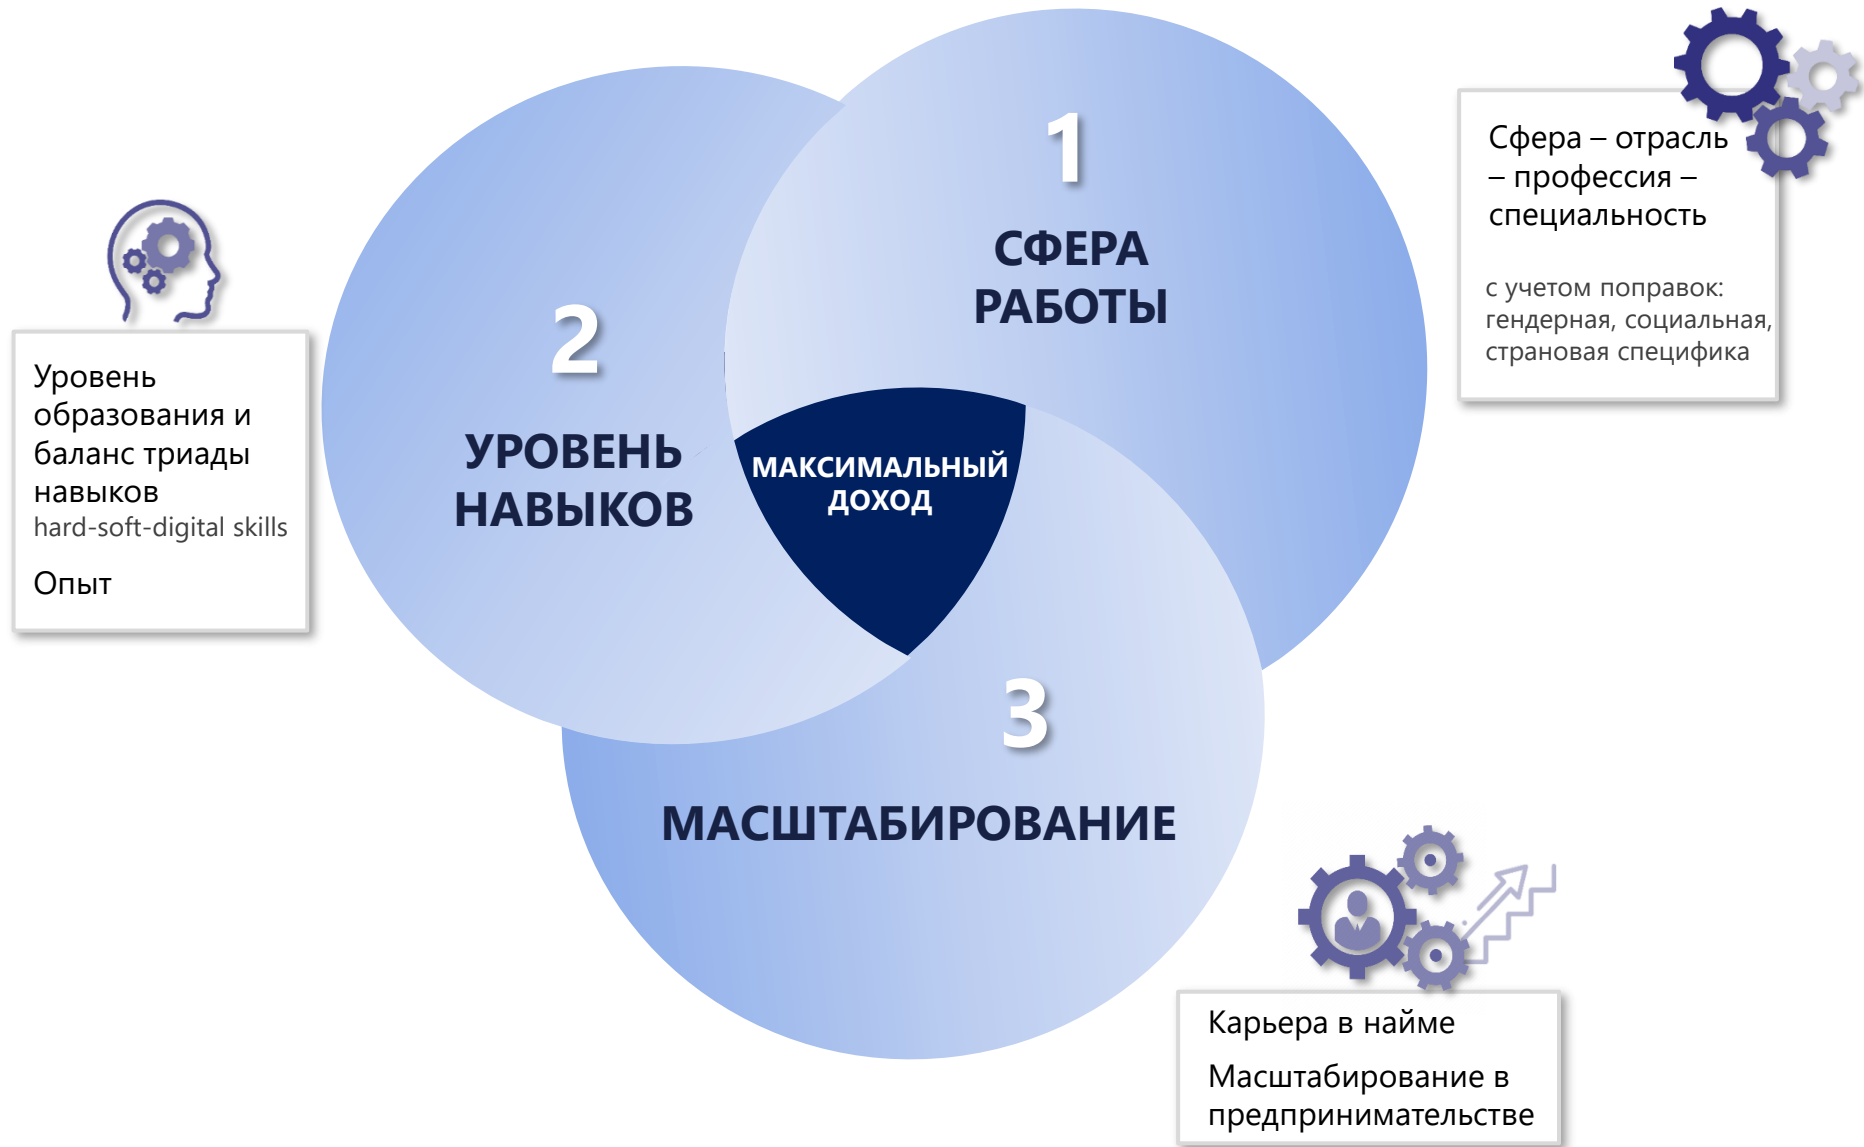 1
СФЕРА
РАБОТЫ
Сфера – отрасль
– профессия –
специальность
с учетом поправок:
гендерная, социальная,
страновая специфика
2
УРОВЕНЬ
НАВЫКОВ
Уровень
образования и
баланс триады
навыков
hard-soft-digital skills
Опыт
МАКСИМАЛЬНЫЙ
ДОХОД
3
МАСШТАБИРОВАНИЕ
Карьера в найме
Масштабирование в
предпринимательстве